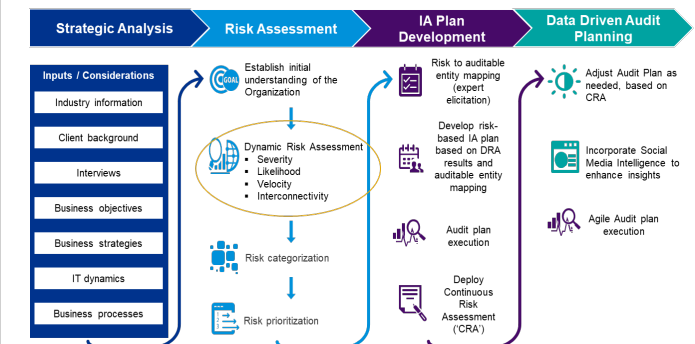 Strategic Analysis
Risk Assessment
IA Plan
Development
Data Driven Audit
Planning
Inputs / Considerations
Industry information
Client background
Interviews
Business objectives
Business strategies
IT dynamics
Business processes
GOAL
Establish initial
understanding of the
Organization
Dynamic Risk Assessment
▪ Severity
▪ Likelihood
▪ Velocity
▪ Interconnectivity
Risk categorization
Risk prioritization
Risk to auditable
entity mapping
(expert
elicitation)
Develop risk-
based IA plan
based on DRA
results and
auditable entity
mapping
Audit plan
execution
Deploy
Continuous
Risk
Assessment
('CRA')
Adjust Audit Plan as
needed, based on
CRA
Incorporate Social
Media Intelligence to
enhance insights
Agile Audit plan
execution